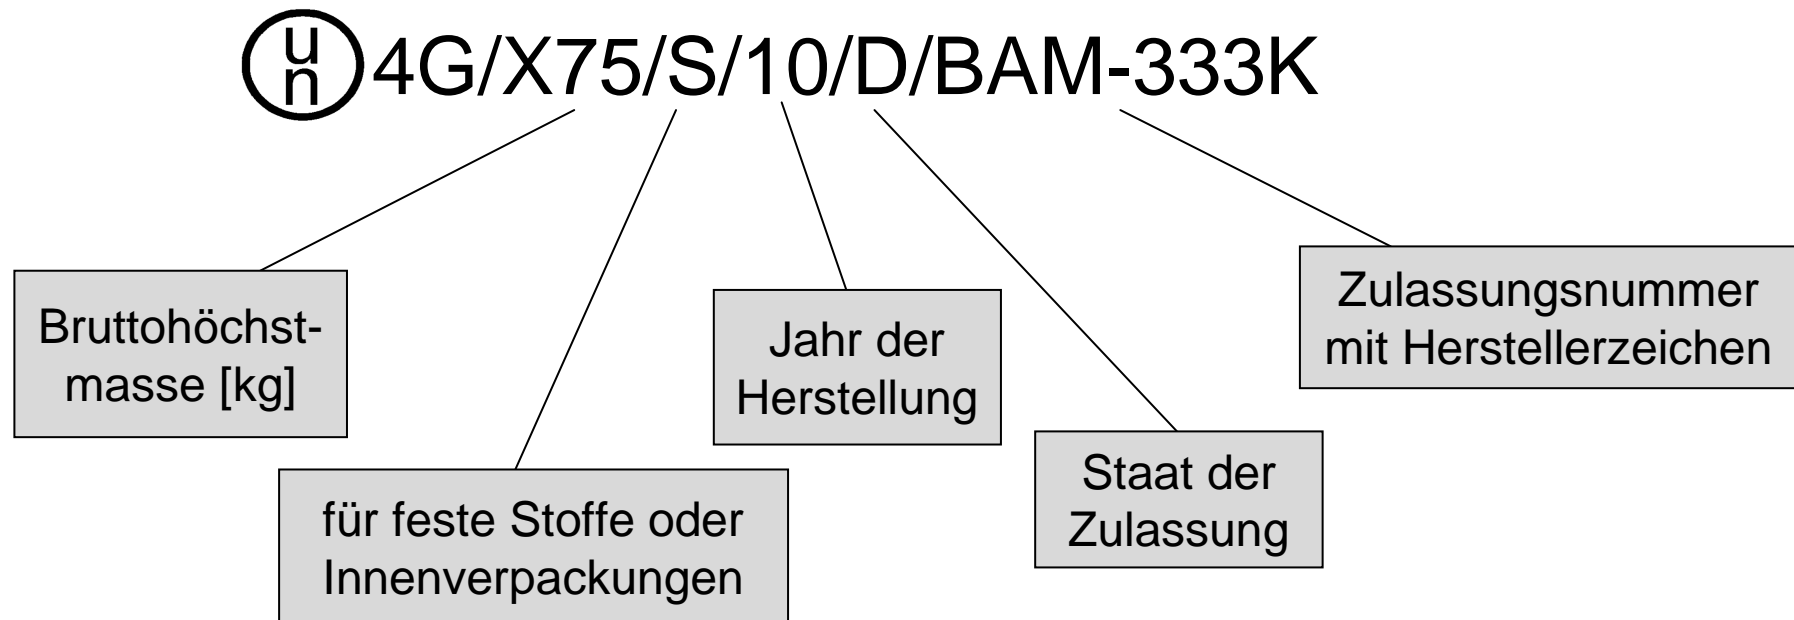 un 4G/X75/S/10/D/BAM-333K
Bruttohöchst-
masse [kg]
für feste Stoffe oder
Innenverpackungen
Jahr der
Herstellung
Staat der
Zulassung
Zulassungsnummer
mit Herstellerzeichen